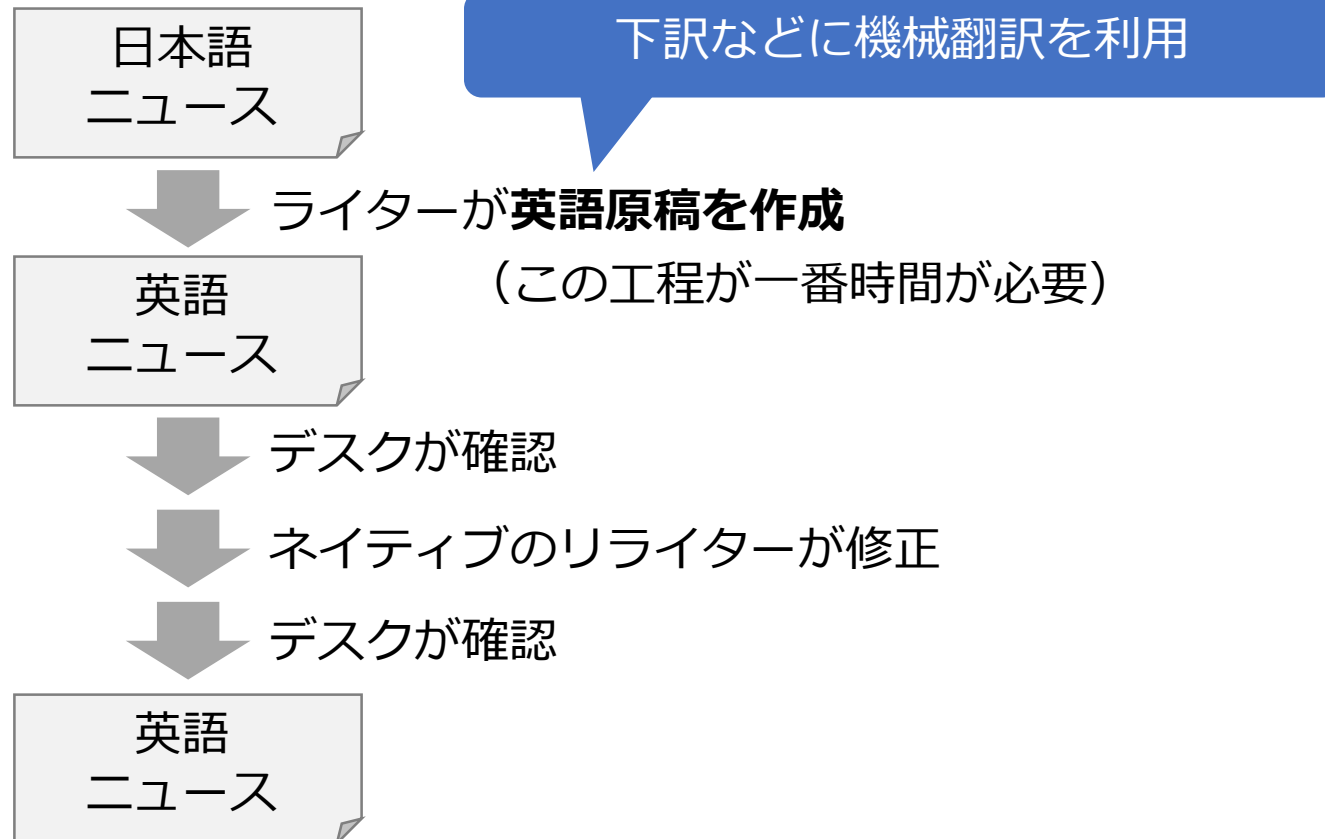 日本語
ニュース
下訳などに機械翻訳を利用
ライターが英語原稿を作成
（この工程が一番時間が必要）
英語
ニュース
デスクが確認
ネイティブのリライターが修正
デスクが確認
英語
ニュース